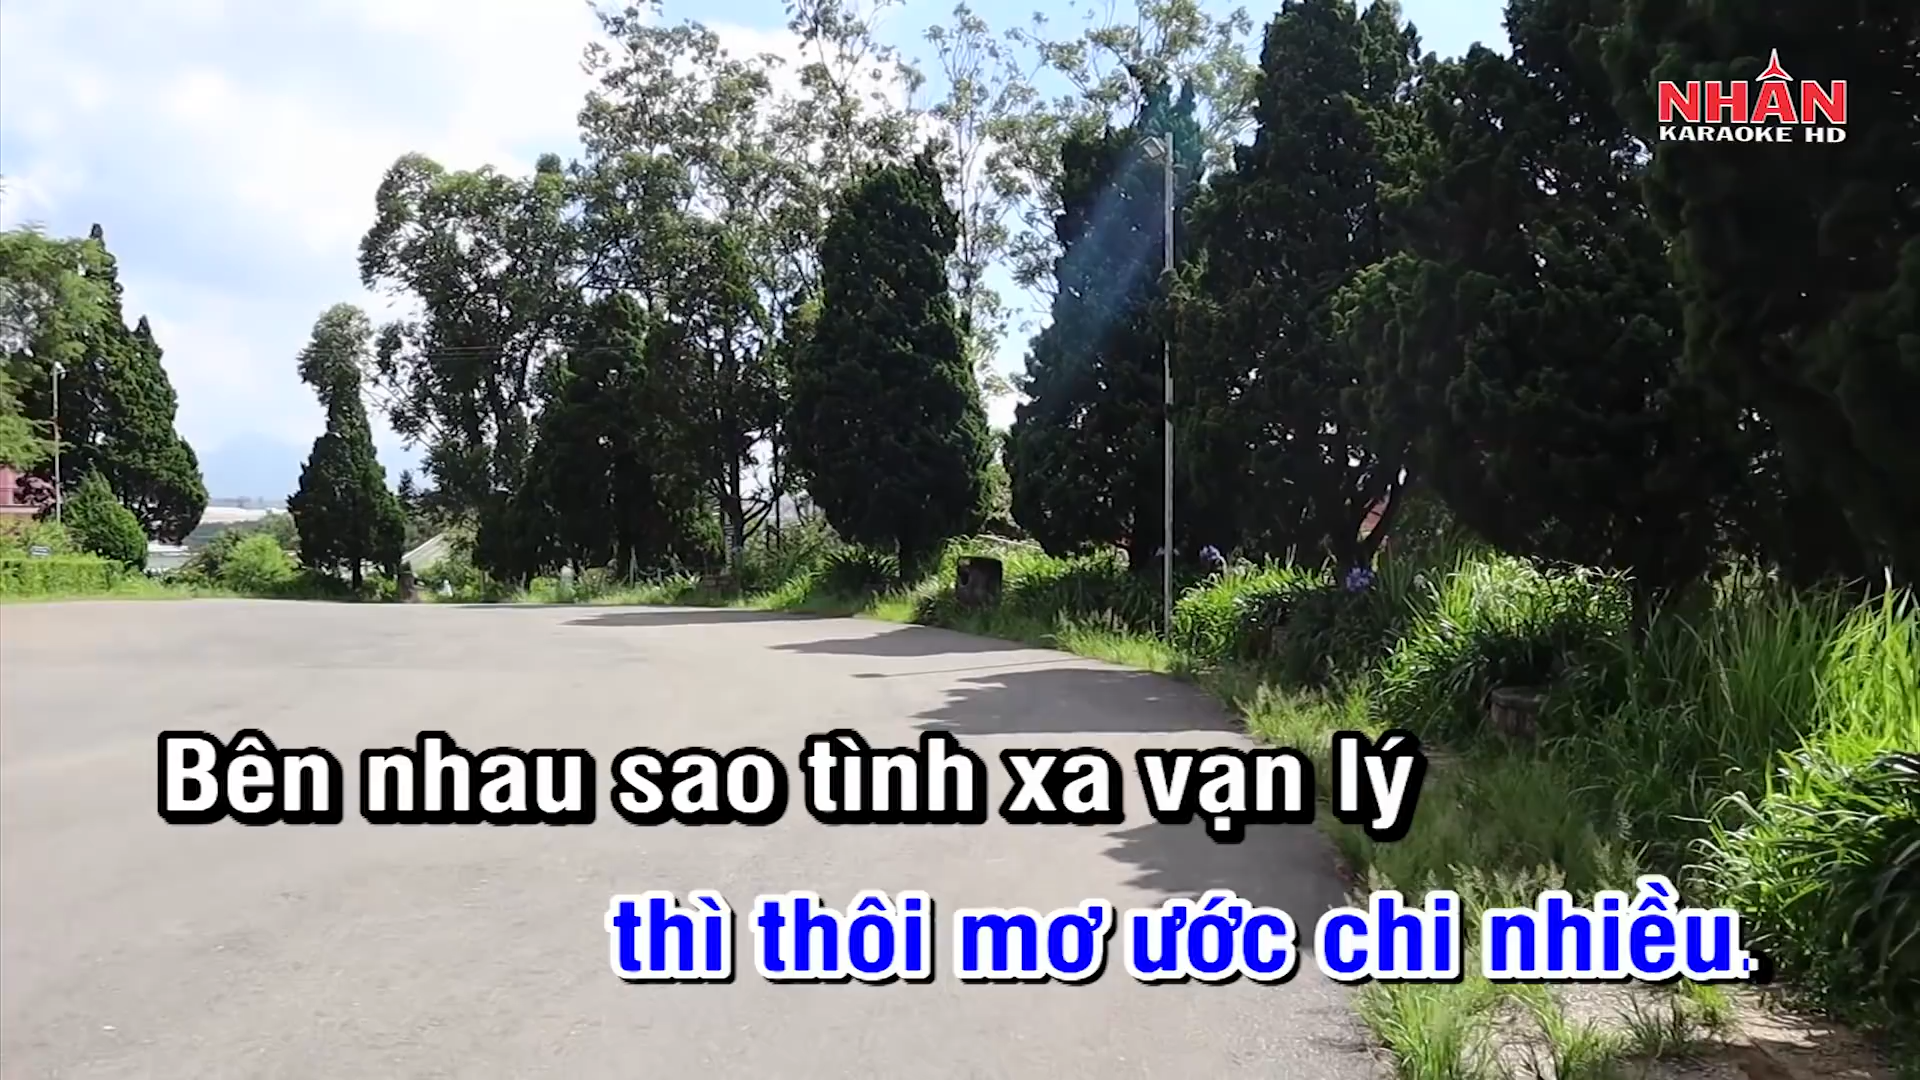 NHÂN
KARAOKE HD
Bên nhau sao tình xa vạn lý
thì thôi mơ ước chi nhiều.